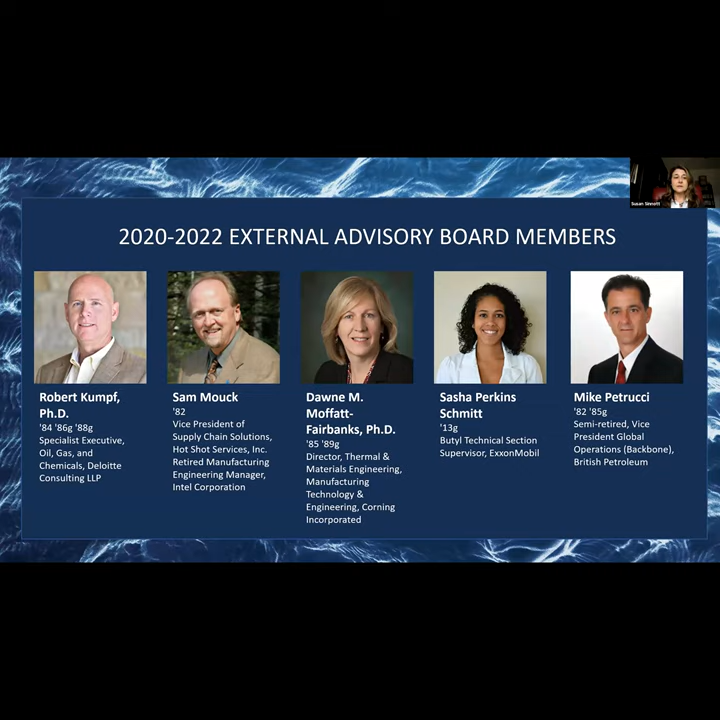 Susan Sinnott
2020-2022 EXTERNAL ADVISORY BOARD MEMBERS
Robert Kumpf,
Ph.D.
'84 '86g '88g
Specialist Executive,
Oil, Gas, and
Chemicals, Deloitte
Consulting LLP
Sam Mouck
'82
Vice President of
Supply Chain Solutions,
Hot Shot Services, Inc.
Retired Manufacturing
Engineering Manager,
Intel Corporation
Dawne M.
Moffatt-
Fairbanks, Ph.D.
'85 '89g
Director, Thermal &
Materials Engineering,
Manufacturing
Technology &
Engineering, Corning
Incorporated
Sasha Perkins
Schmitt
'13g
Butyl Technical Section
Supervisor, ExxonMobil
Mike Petrucci
'82 '85g
Semi-retired, Vice
President Global
Operations (Backbone),
British Petroleum